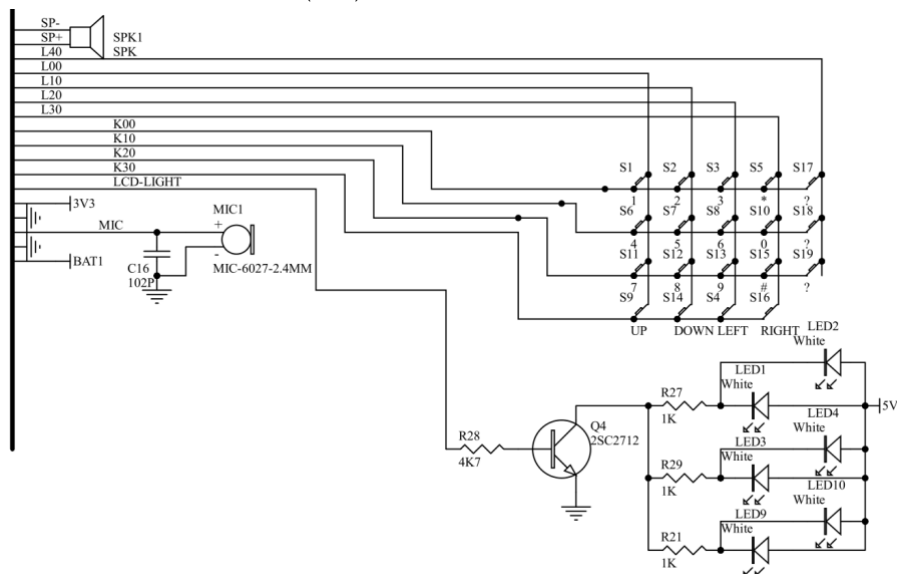 SP-
SP+
SPK1
L40
SPK
L00
L10
L20
L30
K00
K10
K20
K30
LCD-LIGHT
S1
S2
S3
S5
S17
1
2
3
*
?
S6
S7
S8
S10
S18
4
5
6
0
?
S11
S12
S13
S15
S19
7
8
9
#
?
S9
S14
S4
S16
UP
DOWN
LEFT
RIGHT
3V3
MIC
MIC1
+
-
BAT1
C16
102P
MIC-6027-2.4MM
LED2
White
LED1
White
R27
1K
5V
LED4
White
Q4
2SC2712
R28
4K7
LED3
White
R29
1K
LED10
White
LED9
White
R21
1K